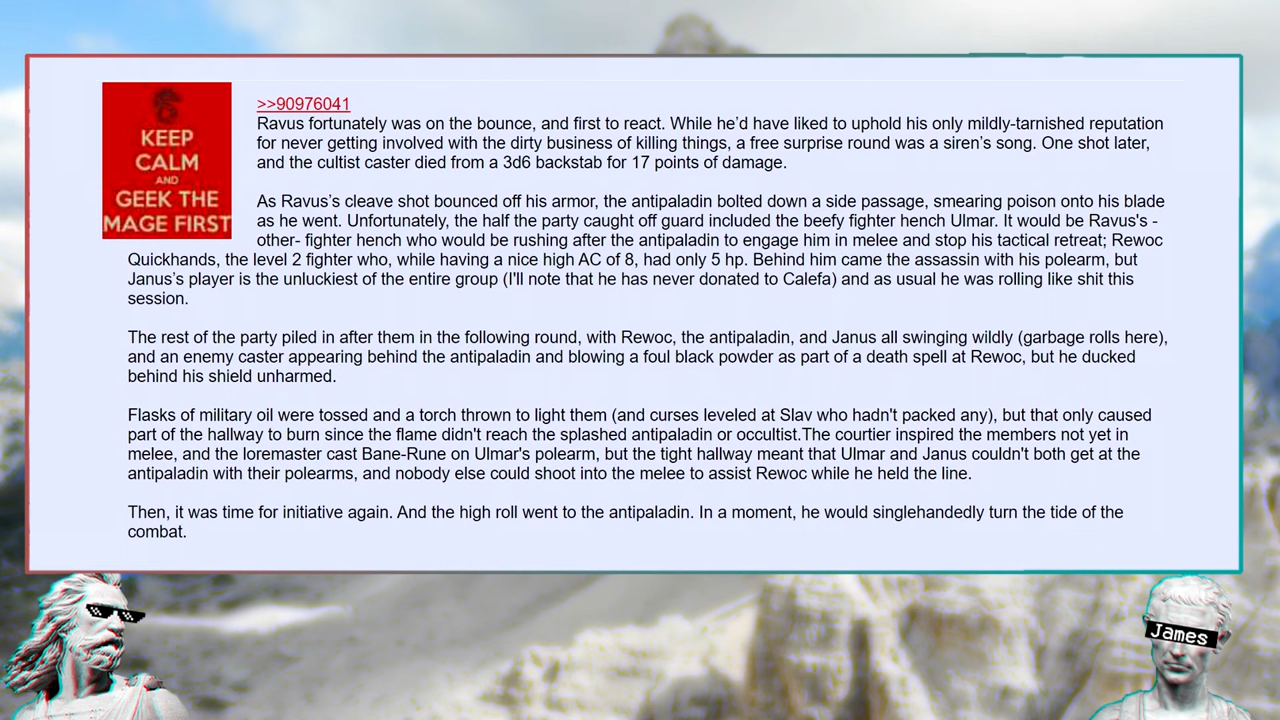 KEEP
CALM
AND
GEEK THE
MAGE FIRST
>>90976041
Ravus fortunately was on the bounce, and first to react. While he’d have liked to uphold his only mildly-tarnished reputation
for never getting involved with the dirty business of killing things, a free surprise round was a siren’s song. One shot later,
and the cultist caster died from a 3d6 backstab for 17 points of damage.
As Ravus’s cleave shot bounced off his armor, the antipaladin bolted down a side passage, smearing poison onto his blade
as he went. Unfortunately, the half the party caught off guard included the beefy fighter hench Ulmar. It would be Ravus's -
other- fighter hench who would be rushing after the antipaladin to engage him in melee and stop his tactical retreat; Rewoc
Quickhands, the level 2 fighter who, while having a nice high AC of 8, had only 5 hp. Behind him came the assassin with his polearm, but
Janus’s player is the unluckiest of the entire group (I'll note that he has never donated to Calefa) and as usual he was rolling like shit this
session.
The rest of the party piled in after them in the following round, with Rewoc, the antipaladin, and Janus all swinging wildly (garbage rolls here),
and an enemy caster appearing behind the antipaladin and blowing a foul black powder as part of a death spell at Rewoc, but he ducked
behind his shield unharmed.
Flasks of military oil were tossed and a torch thrown to light them (and curses leveled at Slav who hadn't packed any), but that only caused
part of the hallway to burn since the flame didn't reach the splashed antipaladin or occultist.The courtier inspired the members not yet in
melee, and the loremaster cast Bane-Rune on Ulmar's polearm, but the tight hallway meant that Ulmar and Janus couldn't both get at the
antipaladin with their polearms, and nobody else could shoot into the melee to assist Rewoc while he held the line.
Then, it was time for initiative again. And the high roll went to the antipaladin. In a moment, he would singlehandedly turn the tide of the
combat.
James